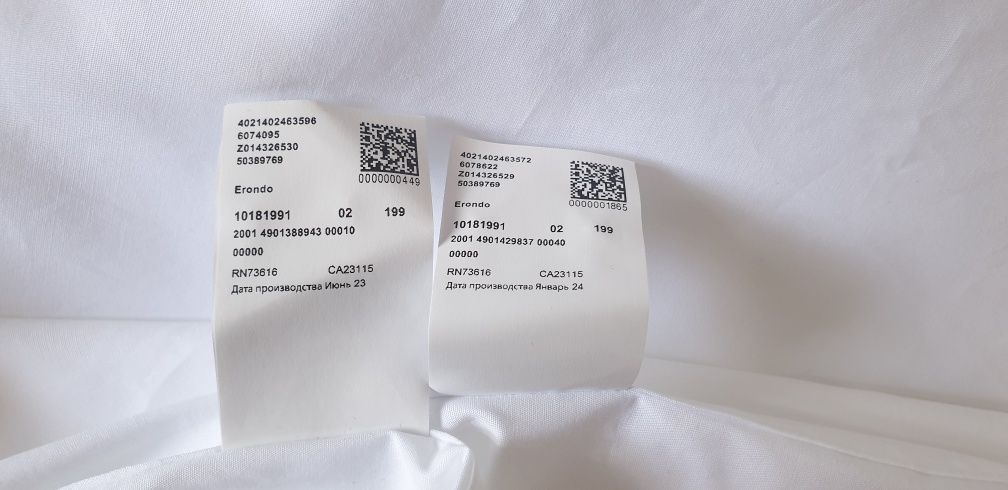 4021402463596
6074095
Z014326530
50389769
0000000449
Erondo
10181991 02 199
2001 4901388943 00010
00000
RN73616 CA23115
Дата производства Июнь 23
4021402463572
6078622
Z014326529
50389769
0000001865
Erondo
10181991 02 199
2001 4901429837 00040
00000
RN73616 CA23115
Дата производства Январь 24